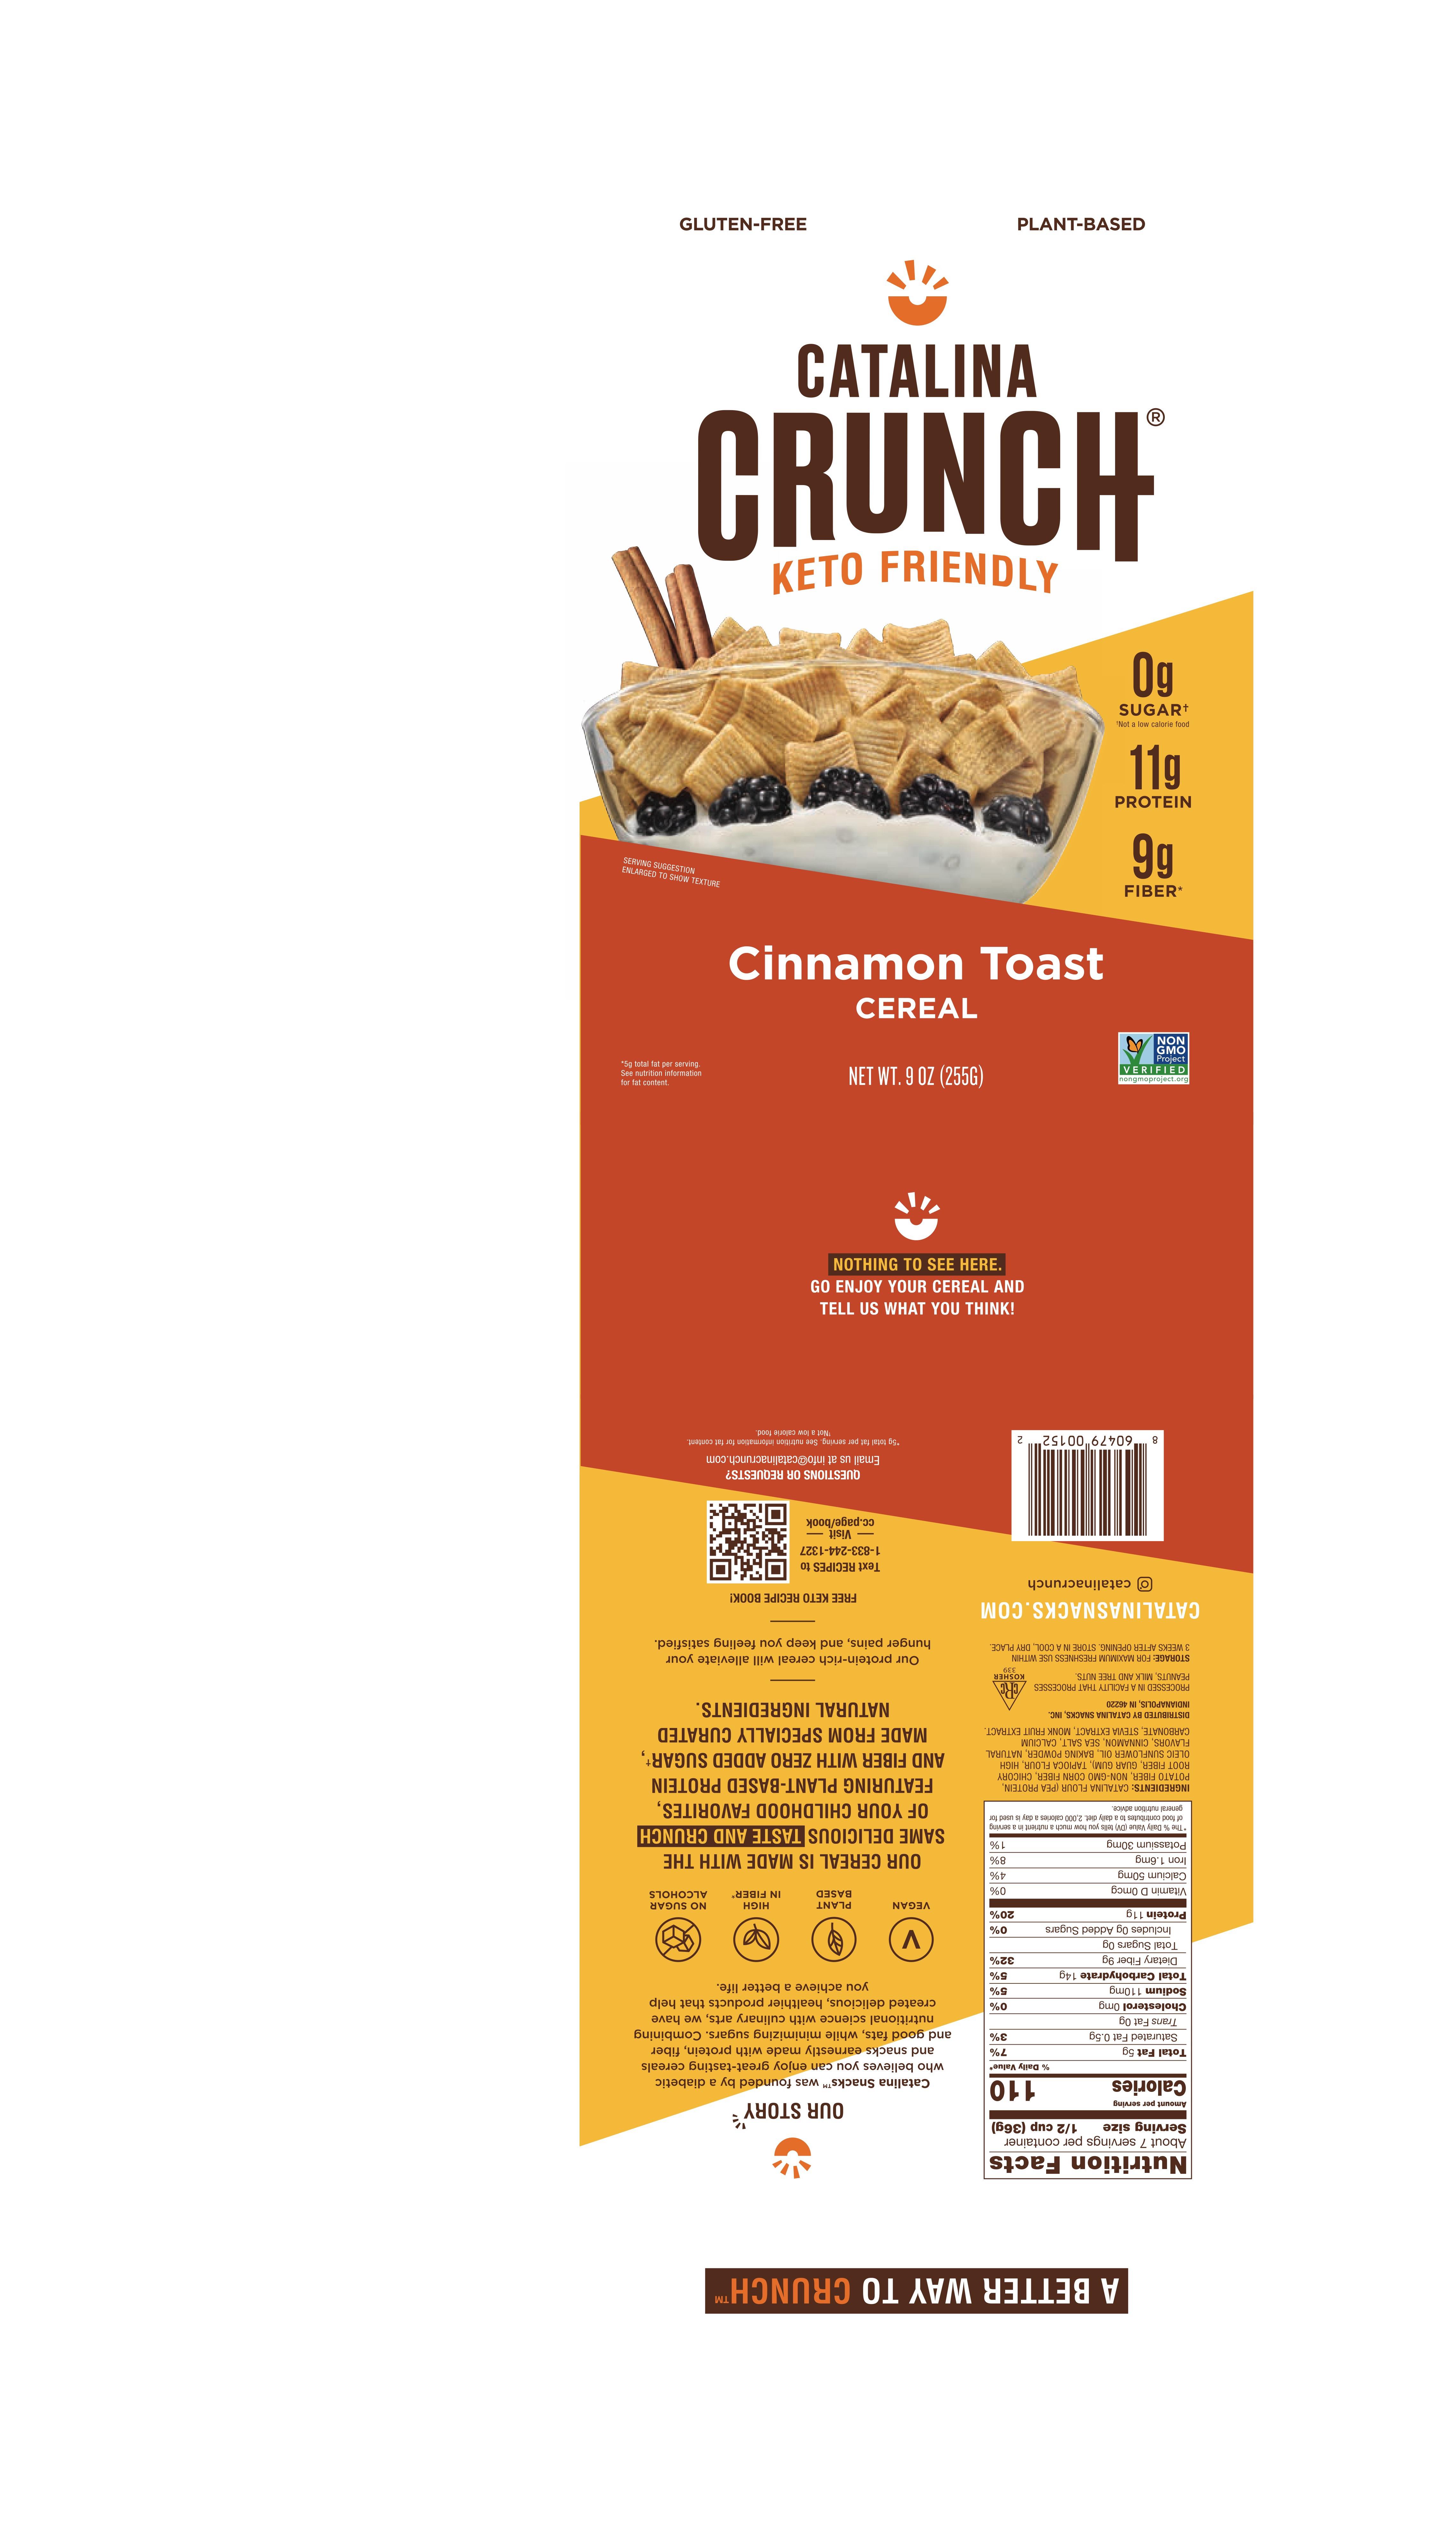 GLUTEN-FREE
PLANT-BASED
CATALINA
CRUNCH®
KETO FRIENDLY
0g
SUGAR†
†Not a low calorie food
11g
PROTEIN
9g
FIBER*
SERVING SUGGESTION
ENLARGED TO SHOW TEXTURE
Cinnamon Toast
CEREAL
*5g total fat per serving.
See nutrition information
for fat content.
NET WT. 9 OZ (255G)
NON
GMO
Project
VERIFIED
nongmoproject.org
NOTHING TO SEE HERE.
GO ENJOY YOUR CEREAL AND
TELL US WHAT YOU THINK!
A BETTER WAY TO CRUNCH™
Nutrition Facts
About 7 servings per container
Serving size 1/2 cup (36g)
Amount per serving
Calories 110
% Daily Value*
Total Fat 5g 7%
Saturated Fat 0.5g 3%
Trans Fat 0g
Cholesterol 0mg 0%
Sodium 110mg 5%
Total Carbohydrate 14g 5%
Dietary Fiber 9g 32%
Total Sugars 0g
Includes 0g Added Sugars 0%
Protein 11g 20%
Vitamin D 0mcg 0%
Calcium 50mg 4%
Iron 1.6mg 8%
Potassium 30mg 1%
*The % Daily Value (DV) tells you how much a nutrient in a serving
of food contributes to a daily diet. 2,000 calories a day is used for
general nutrition advice.
INGREDIENTS: CATALINA FLOUR (PEA PROTEIN,
POTATO FIBER, NON-GMO CORN FIBER, CHICORY
ROOT FIBER, GUAR GUM), TAPIOCA FLOUR, HIGH
OLEIC SUNFLOWER OIL, BAKING POWDER, NATURAL
FLAVORS, CINNAMON, SEA SALT, CALCIUM
CARBONATE, STEVIA EXTRACT, MONK FRUIT EXTRACT.
DISTRIBUTED BY CATALINA SNACKS, INC.
INDIANAPOLIS, IN 46220
PROCESSED IN A FACILITY THAT PROCESSES
PEANUTS, MILK AND TREE NUTS.
cRc
KOSHER
339
STORAGE: FOR MAXIMUM FRESHNESS USE WITHIN
3 WEEKS AFTER OPENING. STORE IN A COOL, DRY PLACE.
CATALINASNACKS.COM
catalinacrunch
8 60479 00152 2
OUR STORY
Catalina Snacks™ was founded by a diabetic
who believes you can enjoy great-tasting cereals
and snacks earnestly made with protein, fiber
and good fats, while minimizing sugars. Combining
nutritional science with culinary arts, we have
created delicious, healthier products that help
you achieve a better life.
V
VEGAN
PLANT
BASED
HIGH
IN FIBER*
NO SUGAR
ALCOHOLS
OUR CEREAL IS MADE WITH THE
SAME DELICIOUS TASTE AND CRUNCH
OF YOUR CHILDHOOD FAVORITES,
FEATURING PLANT-BASED PROTEIN
AND FIBER WITH ZERO ADDED SUGAR†,
MADE FROM SPECIALLY CURATED
NATURAL INGREDIENTS.
Our protein-rich cereal will alleviate your
hunger pains, and keep you feeling satisfied.
FREE KETO RECIPE BOOK!
Text RECIPES to
1-833-244-1327
Visit
cc.page/book
QUESTIONS OR REQUESTS?
Email us at info@catalinacrunch.com
*5g total fat per serving. See nutrition information for fat content.
†Not a low calorie food.